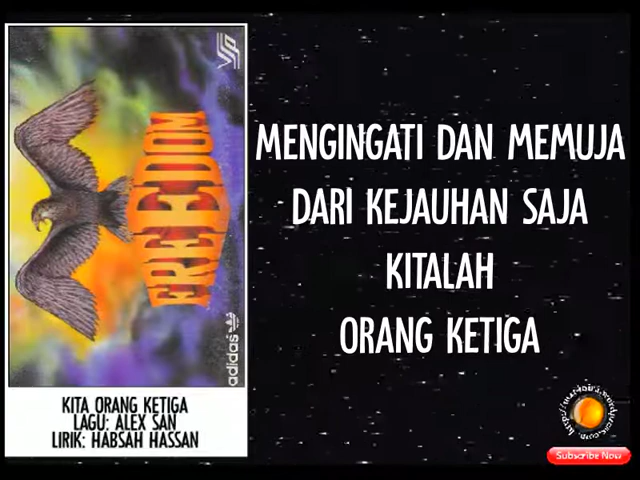 VSP
FREEDOM
adidas
KITA ORANG KETIGA
LAGU: ALEX SAN
LIRIK: HABSAH HASSAN
MENGINGATI DAN MEMUJA
DARI KEJAUHAN SAJA
KITALAH
ORANG KETIGA
Subscribe Now